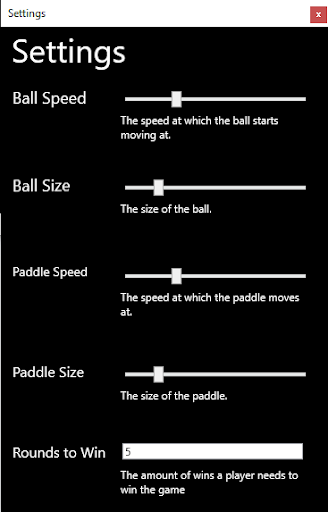 Settings
x
Settings
Ball Speed
The speed at which the ball starts
moving at.
Ball Size
The size of the ball.
Paddle Speed
The speed at which the paddle moves
at.
Paddle Size
The size of the paddle.
Rounds to Win
5
The amount of wins a player needs to
win the game